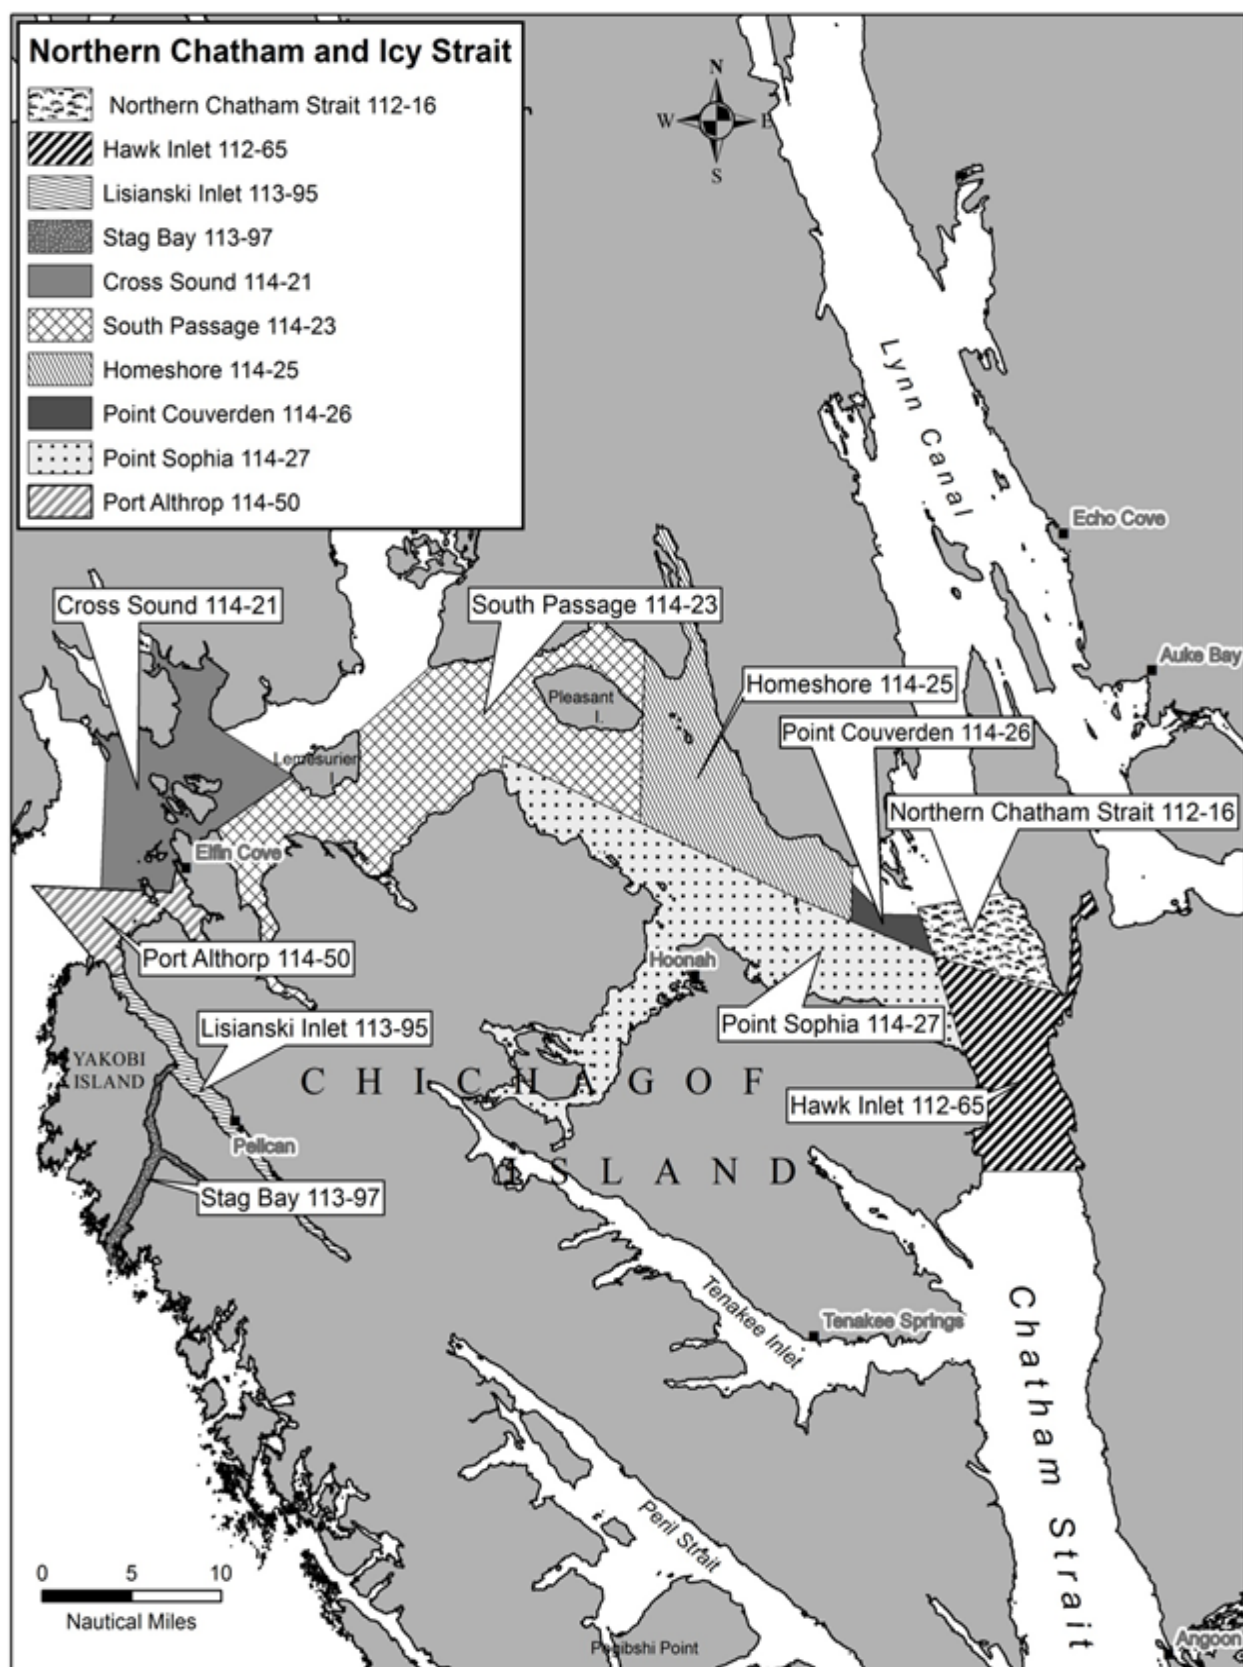 Northern Chatham and Icy Strait
Northern Chatham Strait 112-16
Hawk Inlet 112-65
Lisianski Inlet 113-95
Stag Bay 113-97
Cross Sound 114-21
South Passage 114-23
Homeshore 114-25
Point Couverden 114-26
Point Sophia 114-27
Port Althrop 114-50
N
W
E
S
Lynn Canal
Echo Cove
Cross Sound 114-21
South Passage 114-23
Auke Bay
Homeshore 114-25
Pleasant
I.
Point Couverden 114-26
Lemesurier
I.
Northern Chatham Strait 112-16
Elfin Cove
Port Althorp 114-50
Hoonah
Point Sophia 114-27
Lisianski Inlet 113-95
YAKOBI
ISLAND
CHICHAGOF
ISLAND
Hawk Inlet 112-65
Pelican
Stag Bay 113-97
Tenakee Inlet
Tenakee Springs
Chatham Strait
Peril Strait
0 5 10
Nautical Miles
Pogibshi Point
Angoon